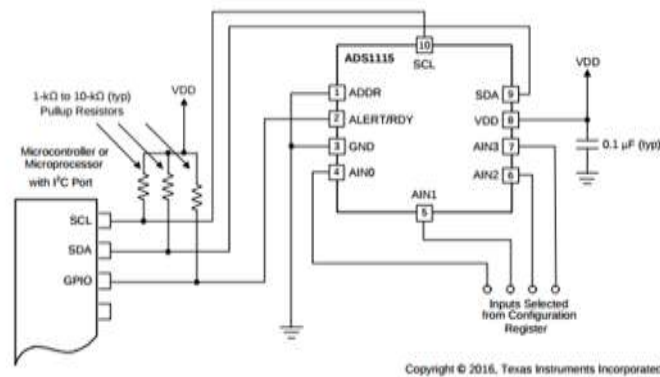 10
ADS1115
SCL
VDD
VDD
1-kΩ to 10-kΩ (typ)
Pullup Resistors
1
ADDR
SDA
9
2
ALERT/RDY
VDD
8
Microcontroller or
Microprocessor
with I²C Port
3
GND
AIN3
7
0.1 µF (typ)
4
AIN0
AIN2
6
AIN1
5
SCL
SDA
GPIO
Inputs Selected
from Configuration
Register
Copyright © 2016, Texas Instruments Incorporated